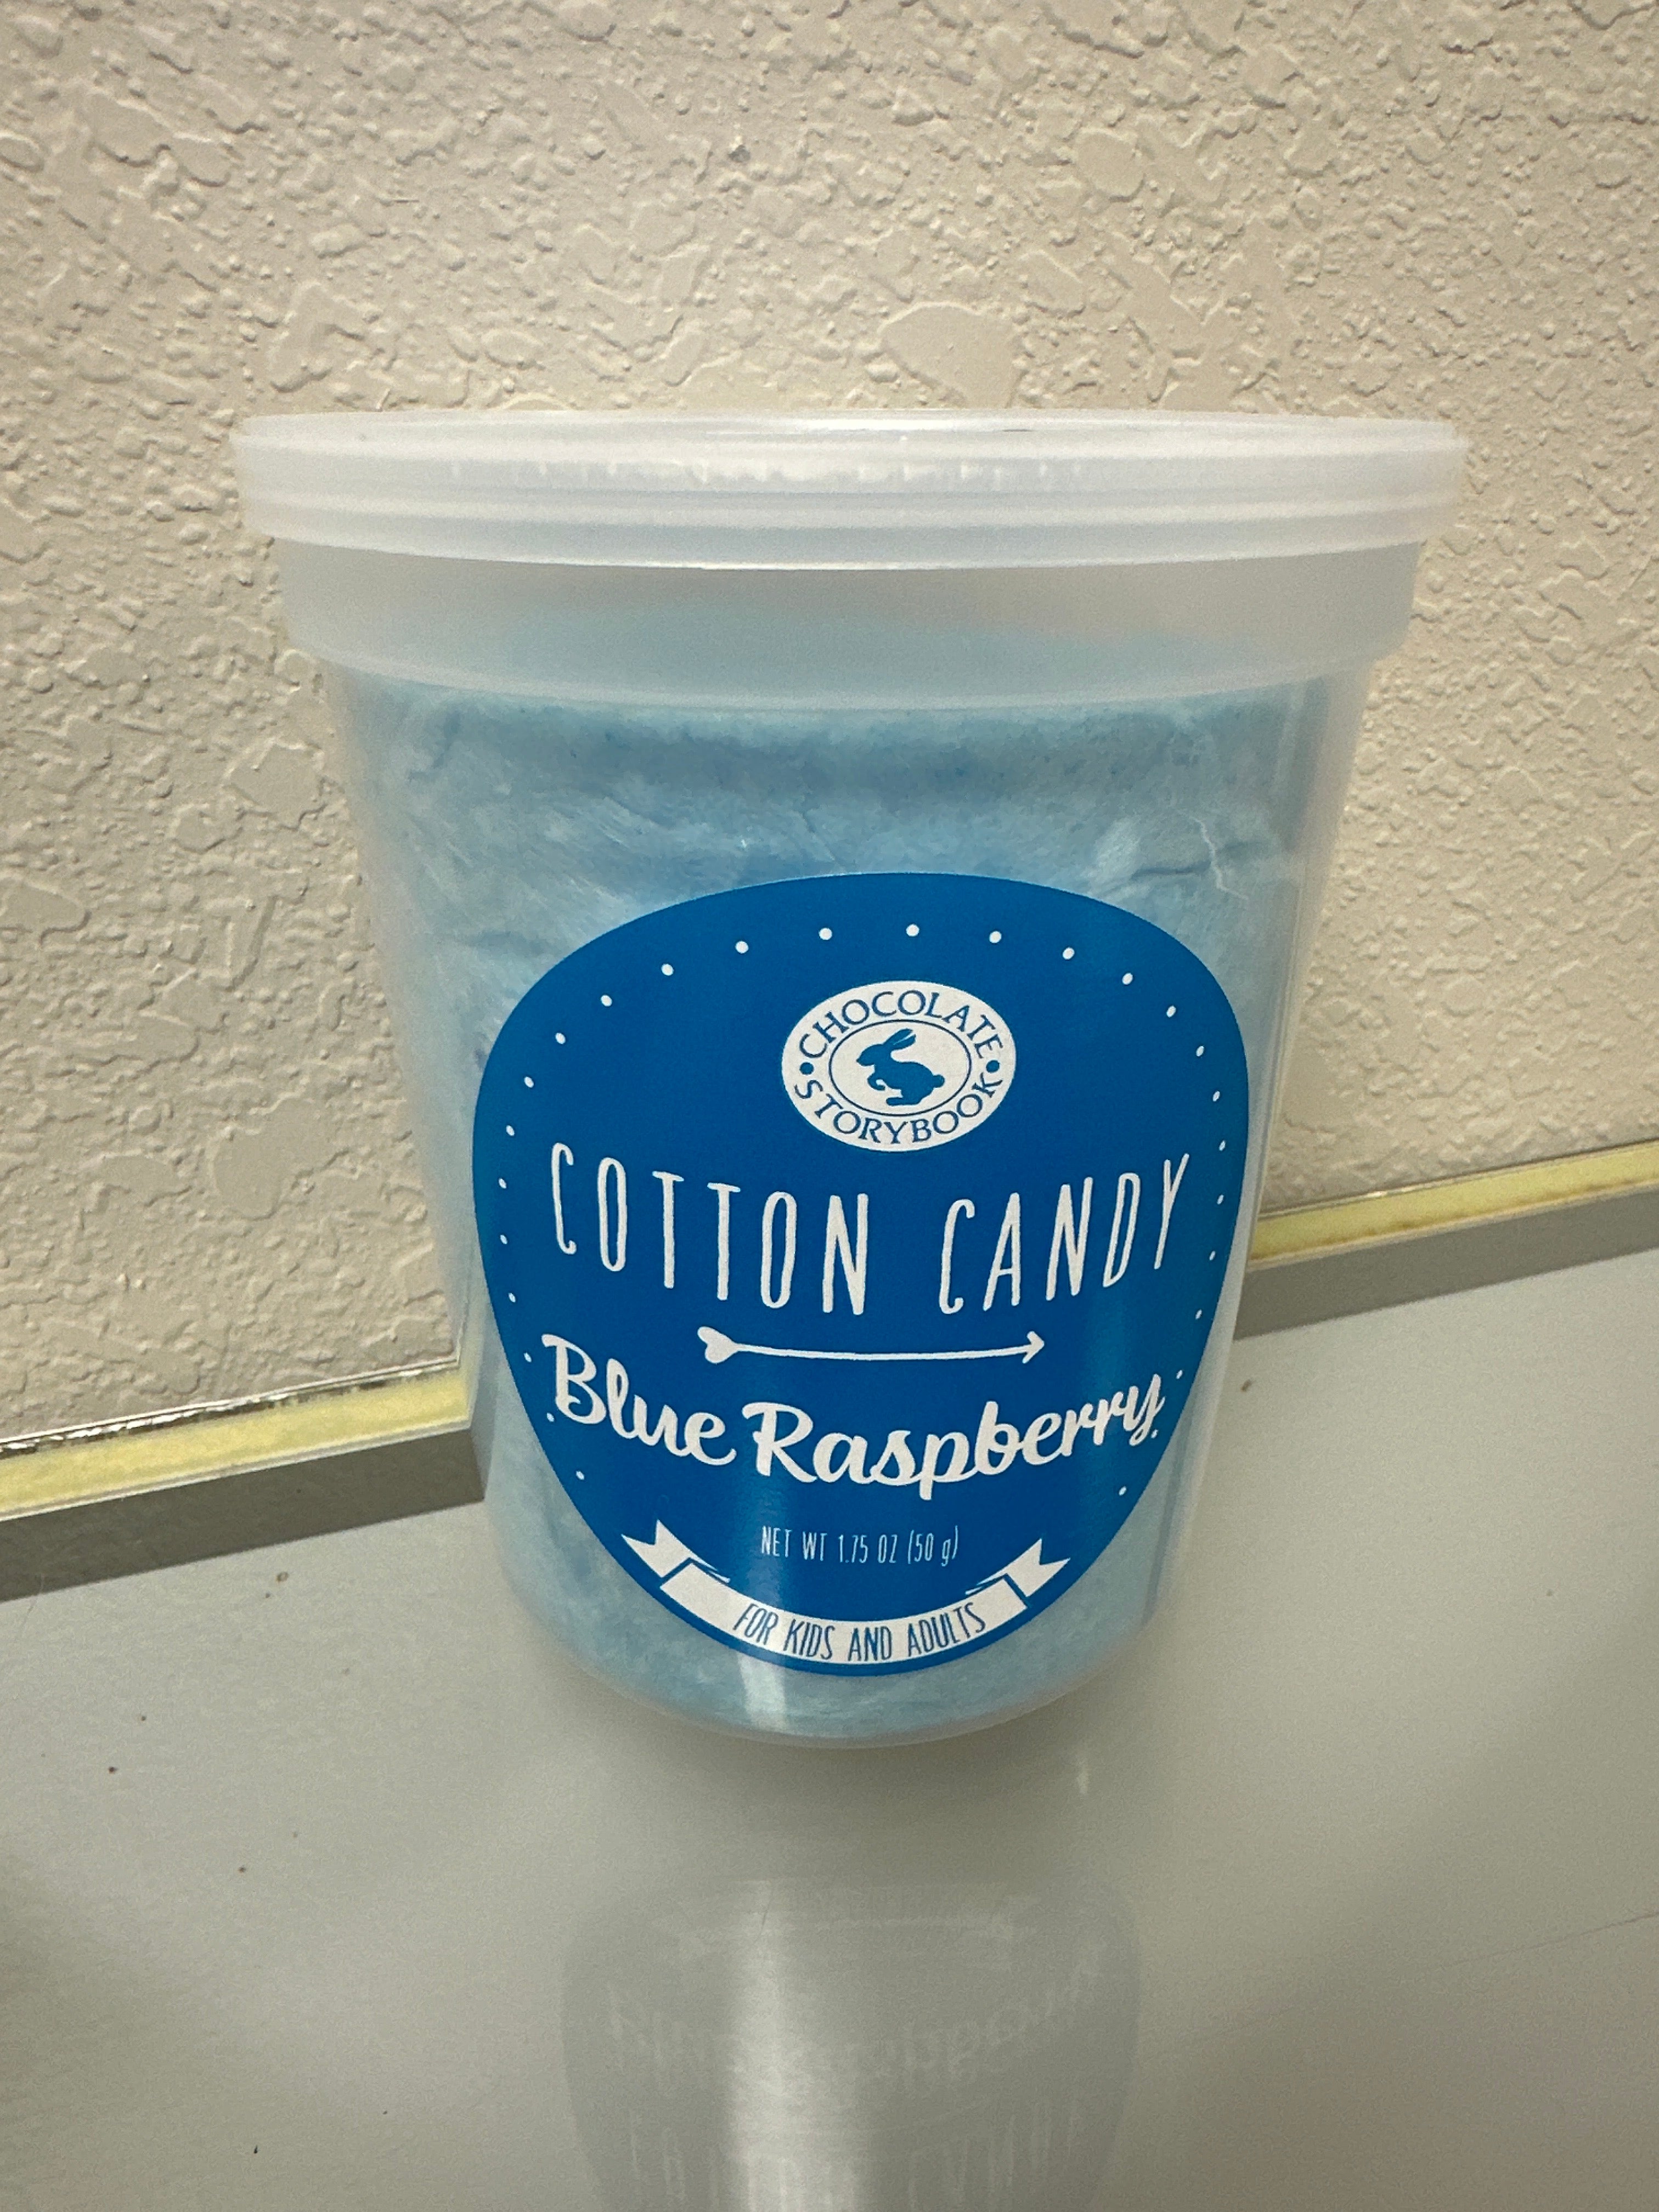 CHOCOLATE
STORYBOOK
COTTON CANDY
Blue Raspberry
NET WT 1.75 OZ (50 g)
FOR KIDS AND ADULTS